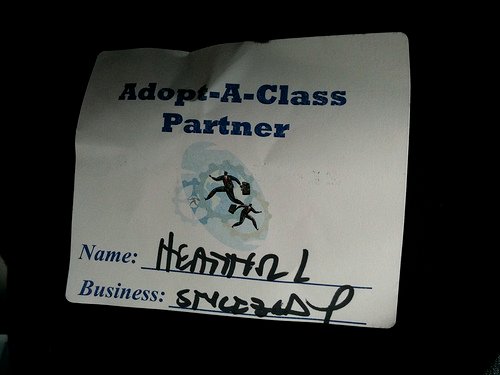 Adopt-A-Class
Partner
Name: HEATHER L
Business: